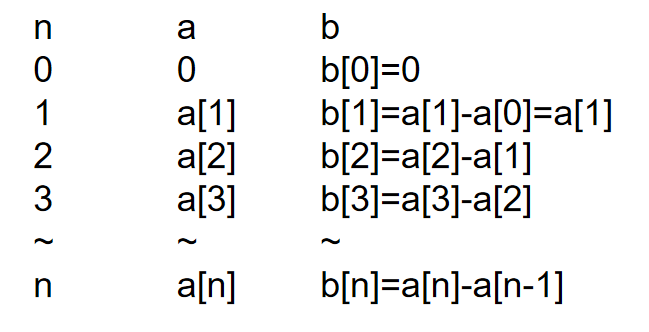 n a b
0 0 b[0]=0
1 a[1] b[1]=a[1]-a[0]=a[1]
2 a[2] b[2]=a[2]-a[1]
3 a[3] b[3]=a[3]-a[2]
~ ~ ~
n a[n] b[n]=a[n]-a[n-1]